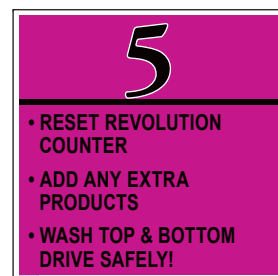 5
• RESET REVOLUTION
COUNTER
• ADD ANY EXTRA
PRODUCTS
• WASH TOP & BOTTOM
DRIVE SAFELY!